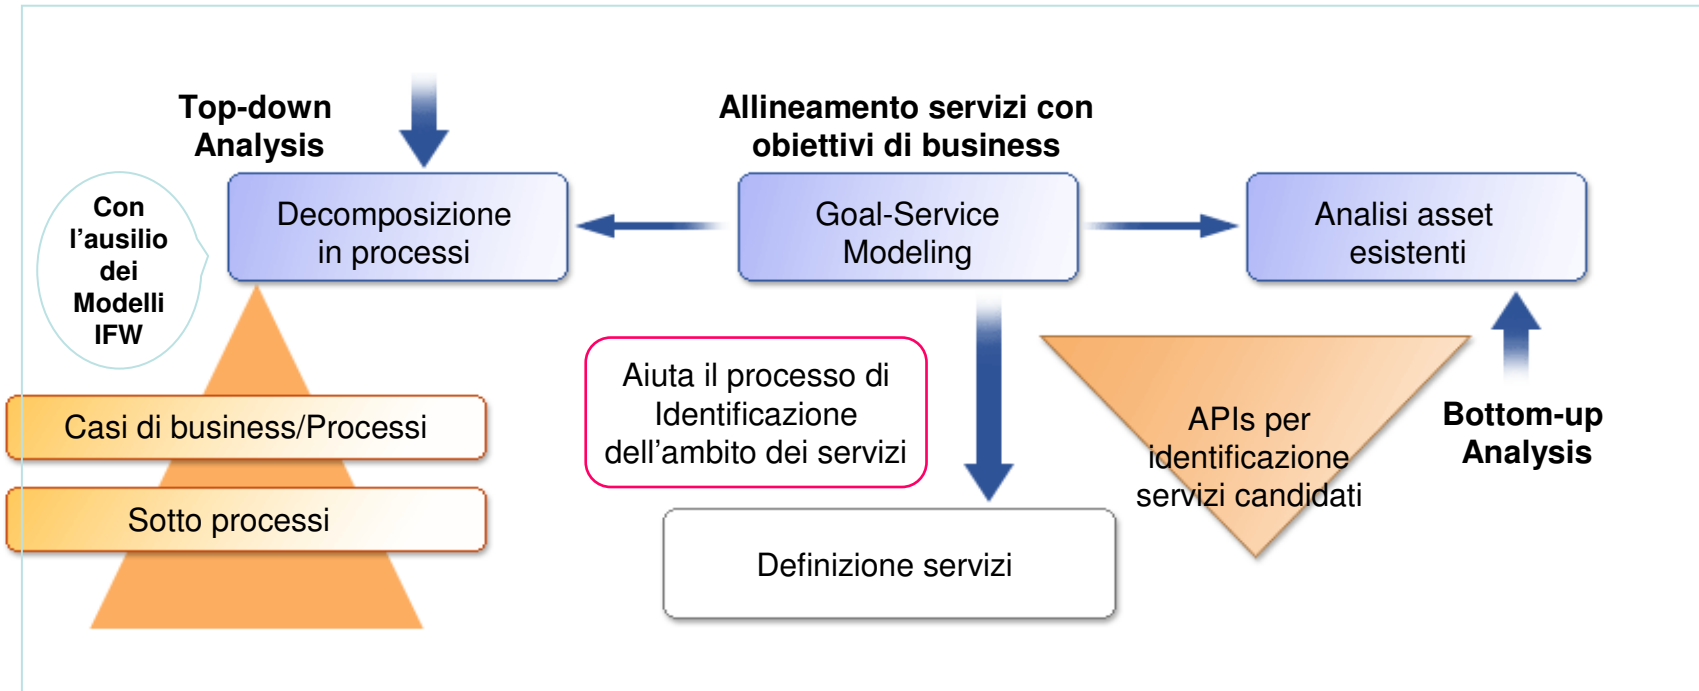 Top-down
Analysis
Allineamento servizi con
obiettivi di business
Con
l'ausilio
dei
Modelli
IFW
Decomposizione
in processi
Goal-Service
Modeling
Analisi asset
esistenti
Casi di business/Processi
Sotto processi
Aiuta il processo di
Identificazione
dell'ambito dei servizi
Definizione servizi
APIs per
identificazione
servizi candidati
Bottom-up
Analysis